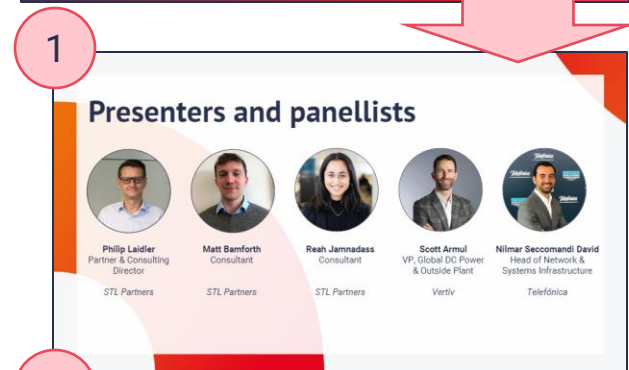 1
Presenters and panellists
Philip Laidler
Partner & Consulting
Director
STL Partners
Matt Bamforth
Consultant
STL Partners
Reah Jamnadass
Consultant
STL Partners
Scott Armul
VP, Global DC Power
& Outside Plant
Vertiv
Nilmar Seccomandi David
Head of Network &
Systems Infrastructure
Telefónica